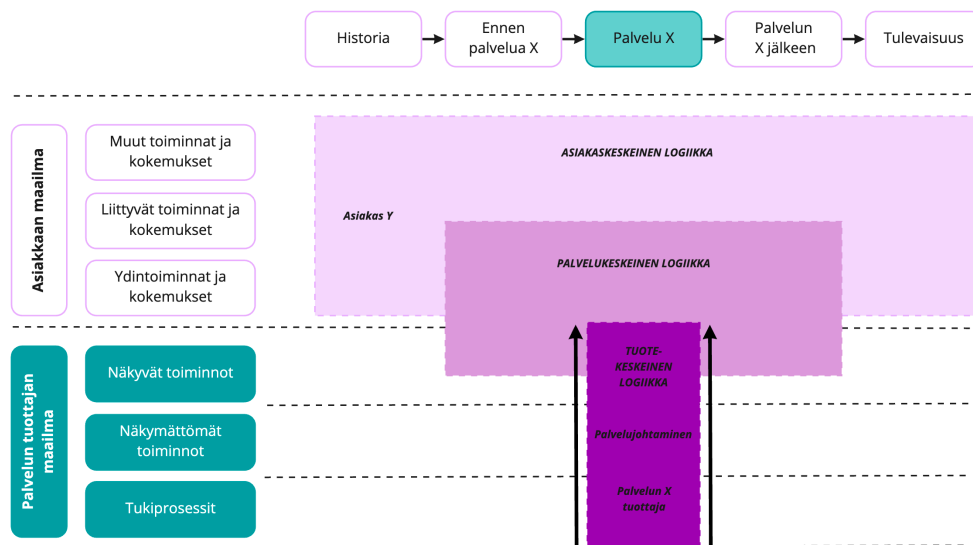 Historia
Ennen
palvelua X
Palvelu X
Palvelun
X jälkeen
Tulevaisuus
Asiakkaan maailma
Muut toiminnat ja
kokemukset
Liittyvät toiminnat ja
kokemukset
Ydintoiminnat ja
kokemukset
ASIAKASKESKEINEN LOGIIKKA
Asiakas Y
PALVELUKESKEINEN LOGIIKKA
Palvelun tuottajan
maailma
Näkyvät toiminnot
Näkymättömät
toiminnot
Tukiprosessit
TUOTE-
KESKEINEN
LOGIIKKA
Palvelujohtaminen
Palvelun X
tuottaja